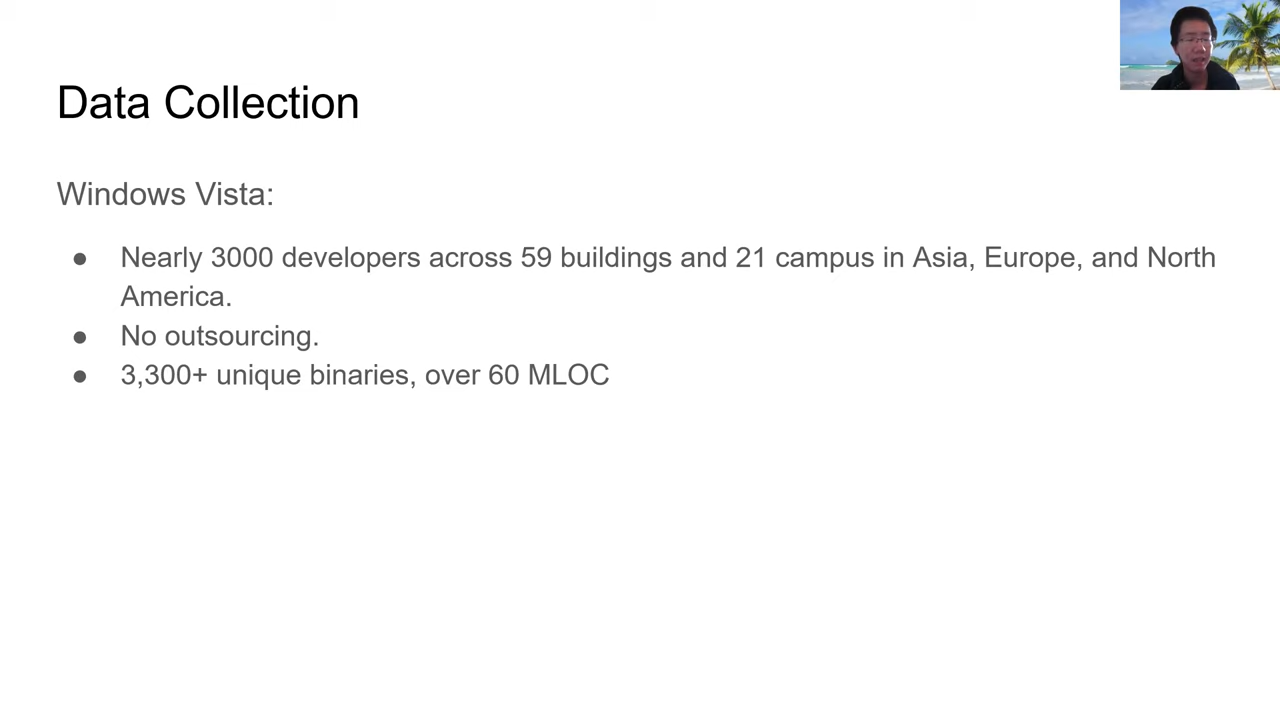 Data Collection
Windows Vista:
● Nearly 3000 developers across 59 buildings and 21 campus in Asia, Europe, and North
America.
● No outsourcing.
● 3,300+ unique binaries, over 60 MLOC